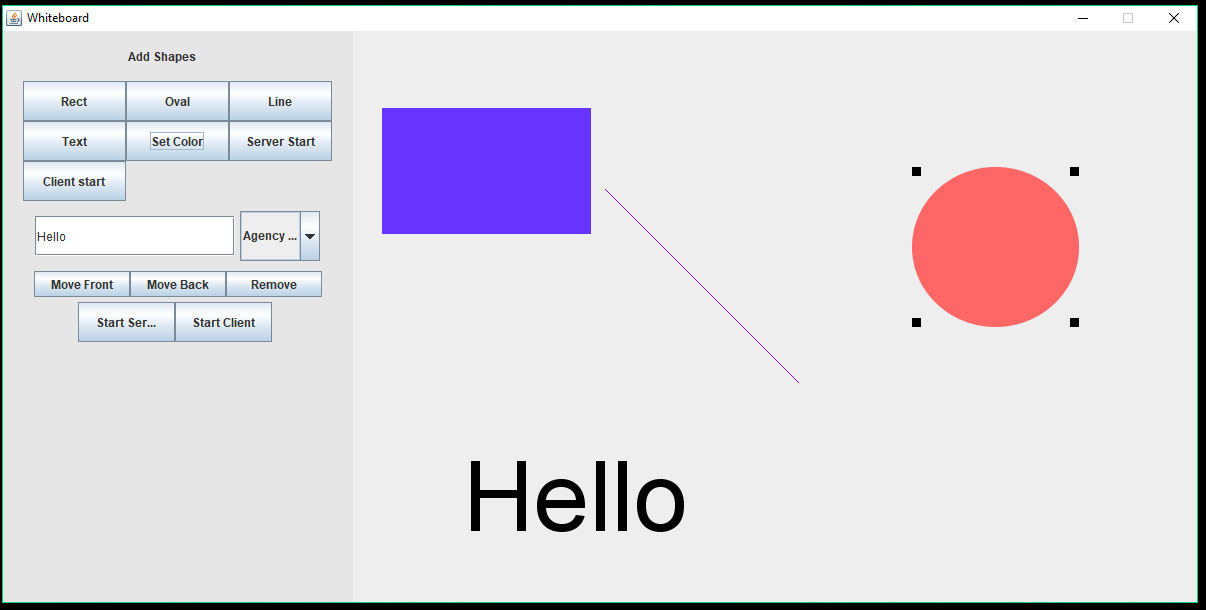 Whiteboard
Add Shapes
Rect Oval Line
Text Set Color Server Start
Client start
Hello Agency ...
Move Front Move Back Remove
Start Ser... Start Client
Hello